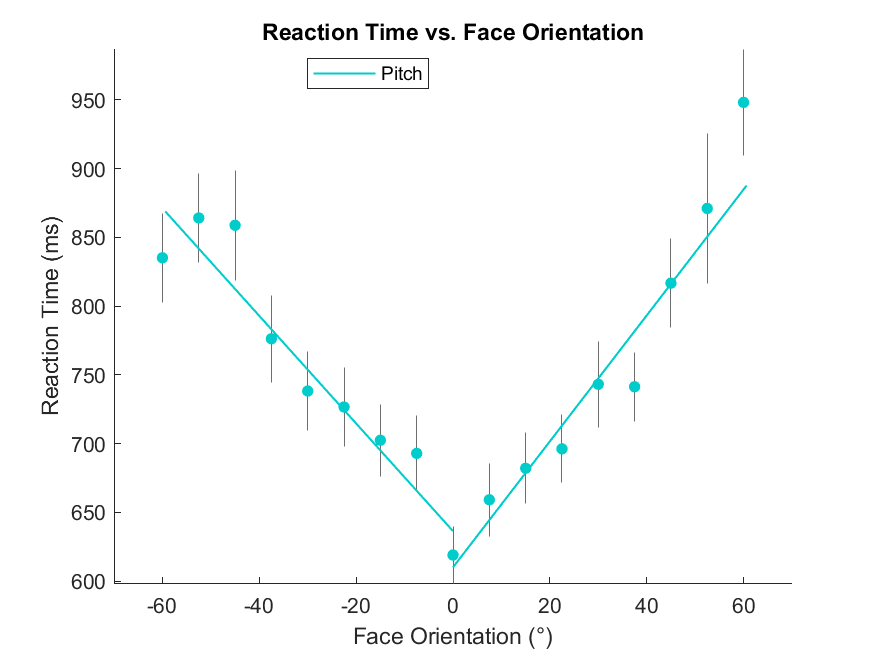 Reaction Time vs. Face Orientation
Pitch
950
900
850
800
750
700
650
600
Reaction Time (ms)
-60 -40 -20 0 20 40 60
Face Orientation (°)